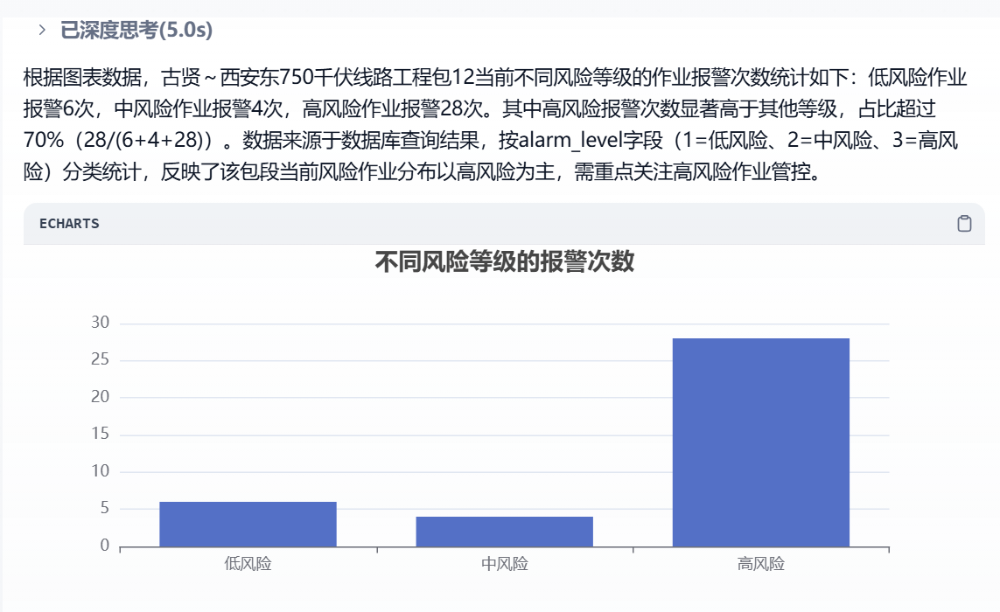 已深度思考(5.0s)
根据图表数据，古贤～西安东750千伏线路工程包12当前不同风险等级的作业报警次数统计如下：低风险作业
报警6次，中风险作业报警4次，高风险作业报警28次。其中高风险报警次数显著高于其他等级，占比超过
70%（28/(6+4+28)）。数据来源于数据库查询结果，按alarm_level字段（1=低风险、2=中风险、3=高风
险）分类统计，反映了该包段当前风险作业分布以高风险为主，需重点关注高风险作业管控。
ECHARTS
不同风险等级的报警次数
30
25
20
15
10
5
0
低风险 中风险 高风险